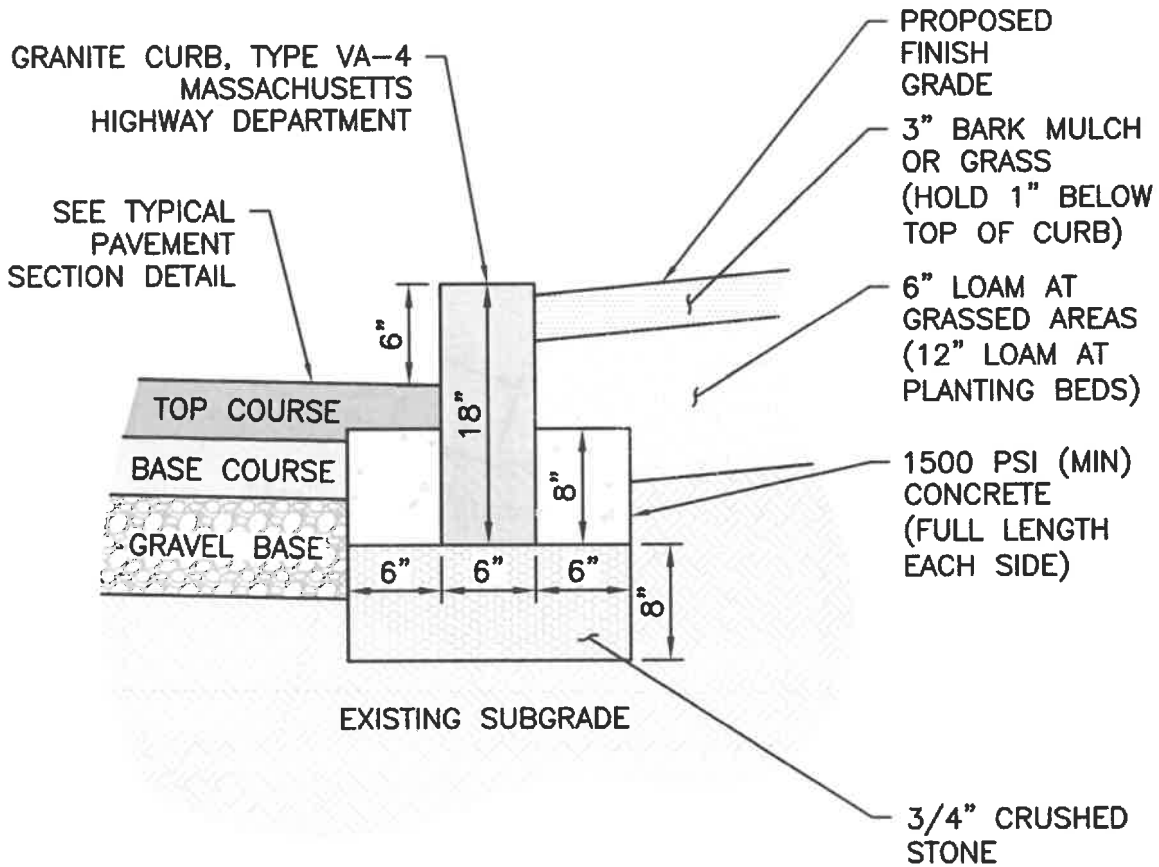 GRANITE CURB, TYPE VA-4
MASSACHUSETTS
HIGHWAY DEPARTMENT
SEE TYPICAL
PAVEMENT
SECTION DETAIL
PROPOSED
FINISH
GRADE
3" BARK MULCH
OR GRASS
(HOLD 1" BELOW
TOP OF CURB)
6" LOAM AT
GRASSED AREAS
(12" LOAM AT
PLANTING BEDS)
1500 PSI (MIN)
CONCRETE
(FULL LENGTH
EACH SIDE)
6"
18"
TOP COURSE
BASE COURSE
8"
GRAVEL BASE
6" 6" 6"
8"
EXISTING SUBGRADE
3/4" CRUSHED
STONE